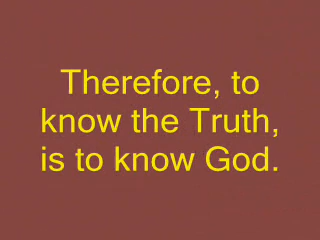 Therefore, to
know the Truth,
is to know God.